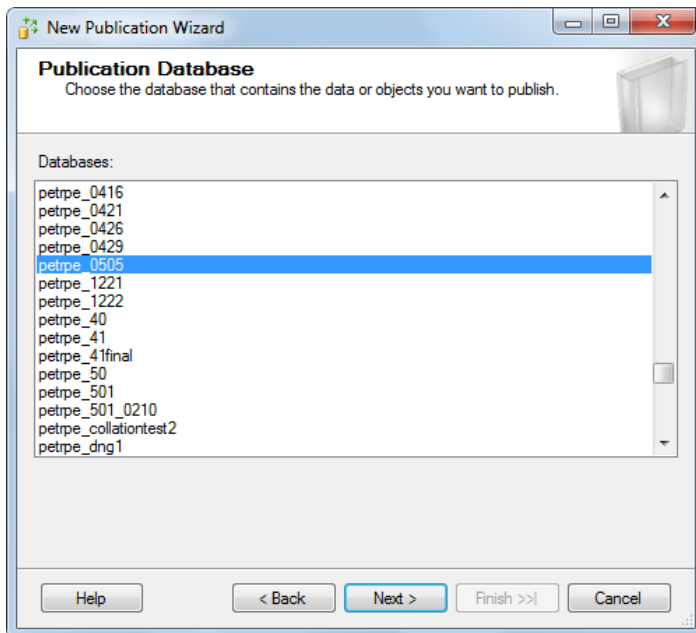 New Publication Wizard
Publication Database
Choose the database that contains the data or objects you want to publish.
Databases:
petrpe_0416
petrpe_0421
petrpe_0426
petrpe_0429
petrpe_0505
petrpe_1221
petrpe_1222
petrpe_40
petrpe_41
petrpe_41final
petrpe_50
petrpe_501
petrpe_501_0210
petrpe_collationtest2
petrpe_dng1
Help < Back Next > Finish >>| Cancel